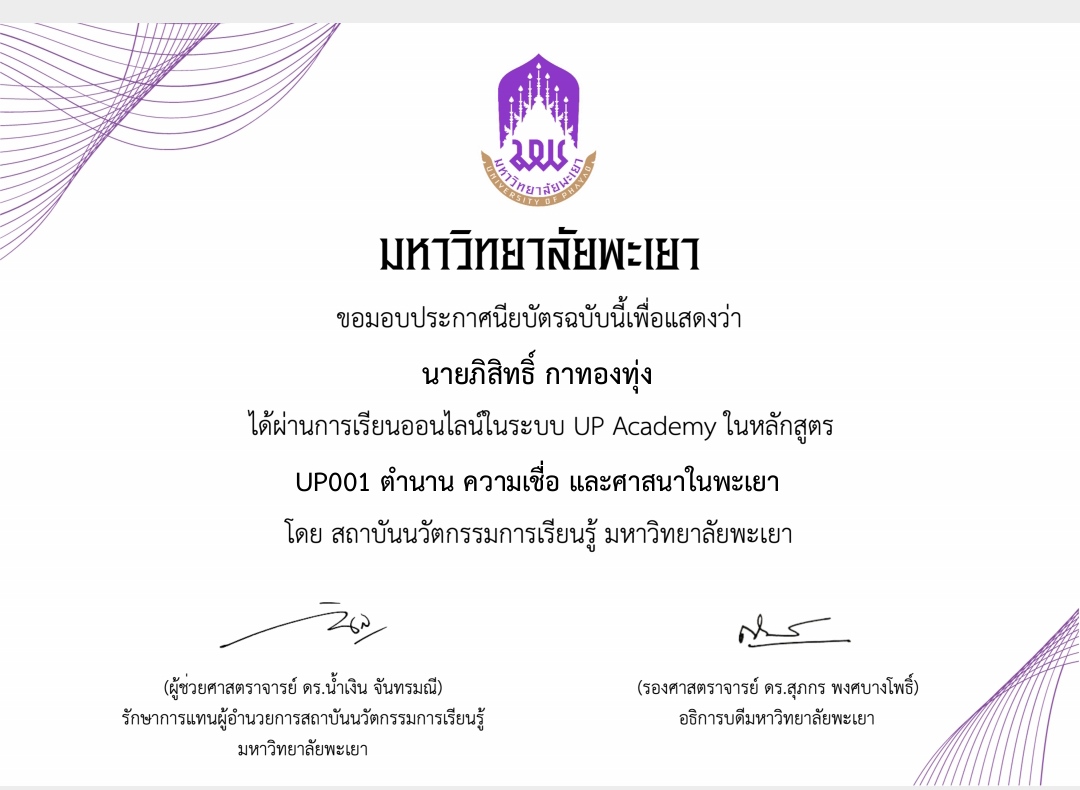 มหาวิทยาลัยพะเยา
UNIVERSITY OF PHAYAO
มหาวิทยาลัยพะเยา
ขอมอบประกาศนียบัตรฉบับนี้เพื่อแสดงว่า
นายภิสิทธิ์ กาทองทุ่ง
ได้ผ่านการเรียนออนไลน์ในระบบ UP Academy ในหลักสูตร
UP001 ตำนาน ความเชื่อ และศาสนาในพะเยา
โดย สถาบันนวัตกรรมการเรียนรู้ มหาวิทยาลัยพะเยา
(ผู้ช่วยศาสตราจารย์ ดร.น้ำเงิน จันทรมณี)
รักษาการแทนผู้อำนวยการสถาบันนวัตกรรมการเรียนรู้
มหาวิทยาลัยพะเยา
(รองศาสตราจารย์ ดร.สุภกร พงศบางโพธิ์)
อธิการบดีมหาวิทยาลัยพะเยา